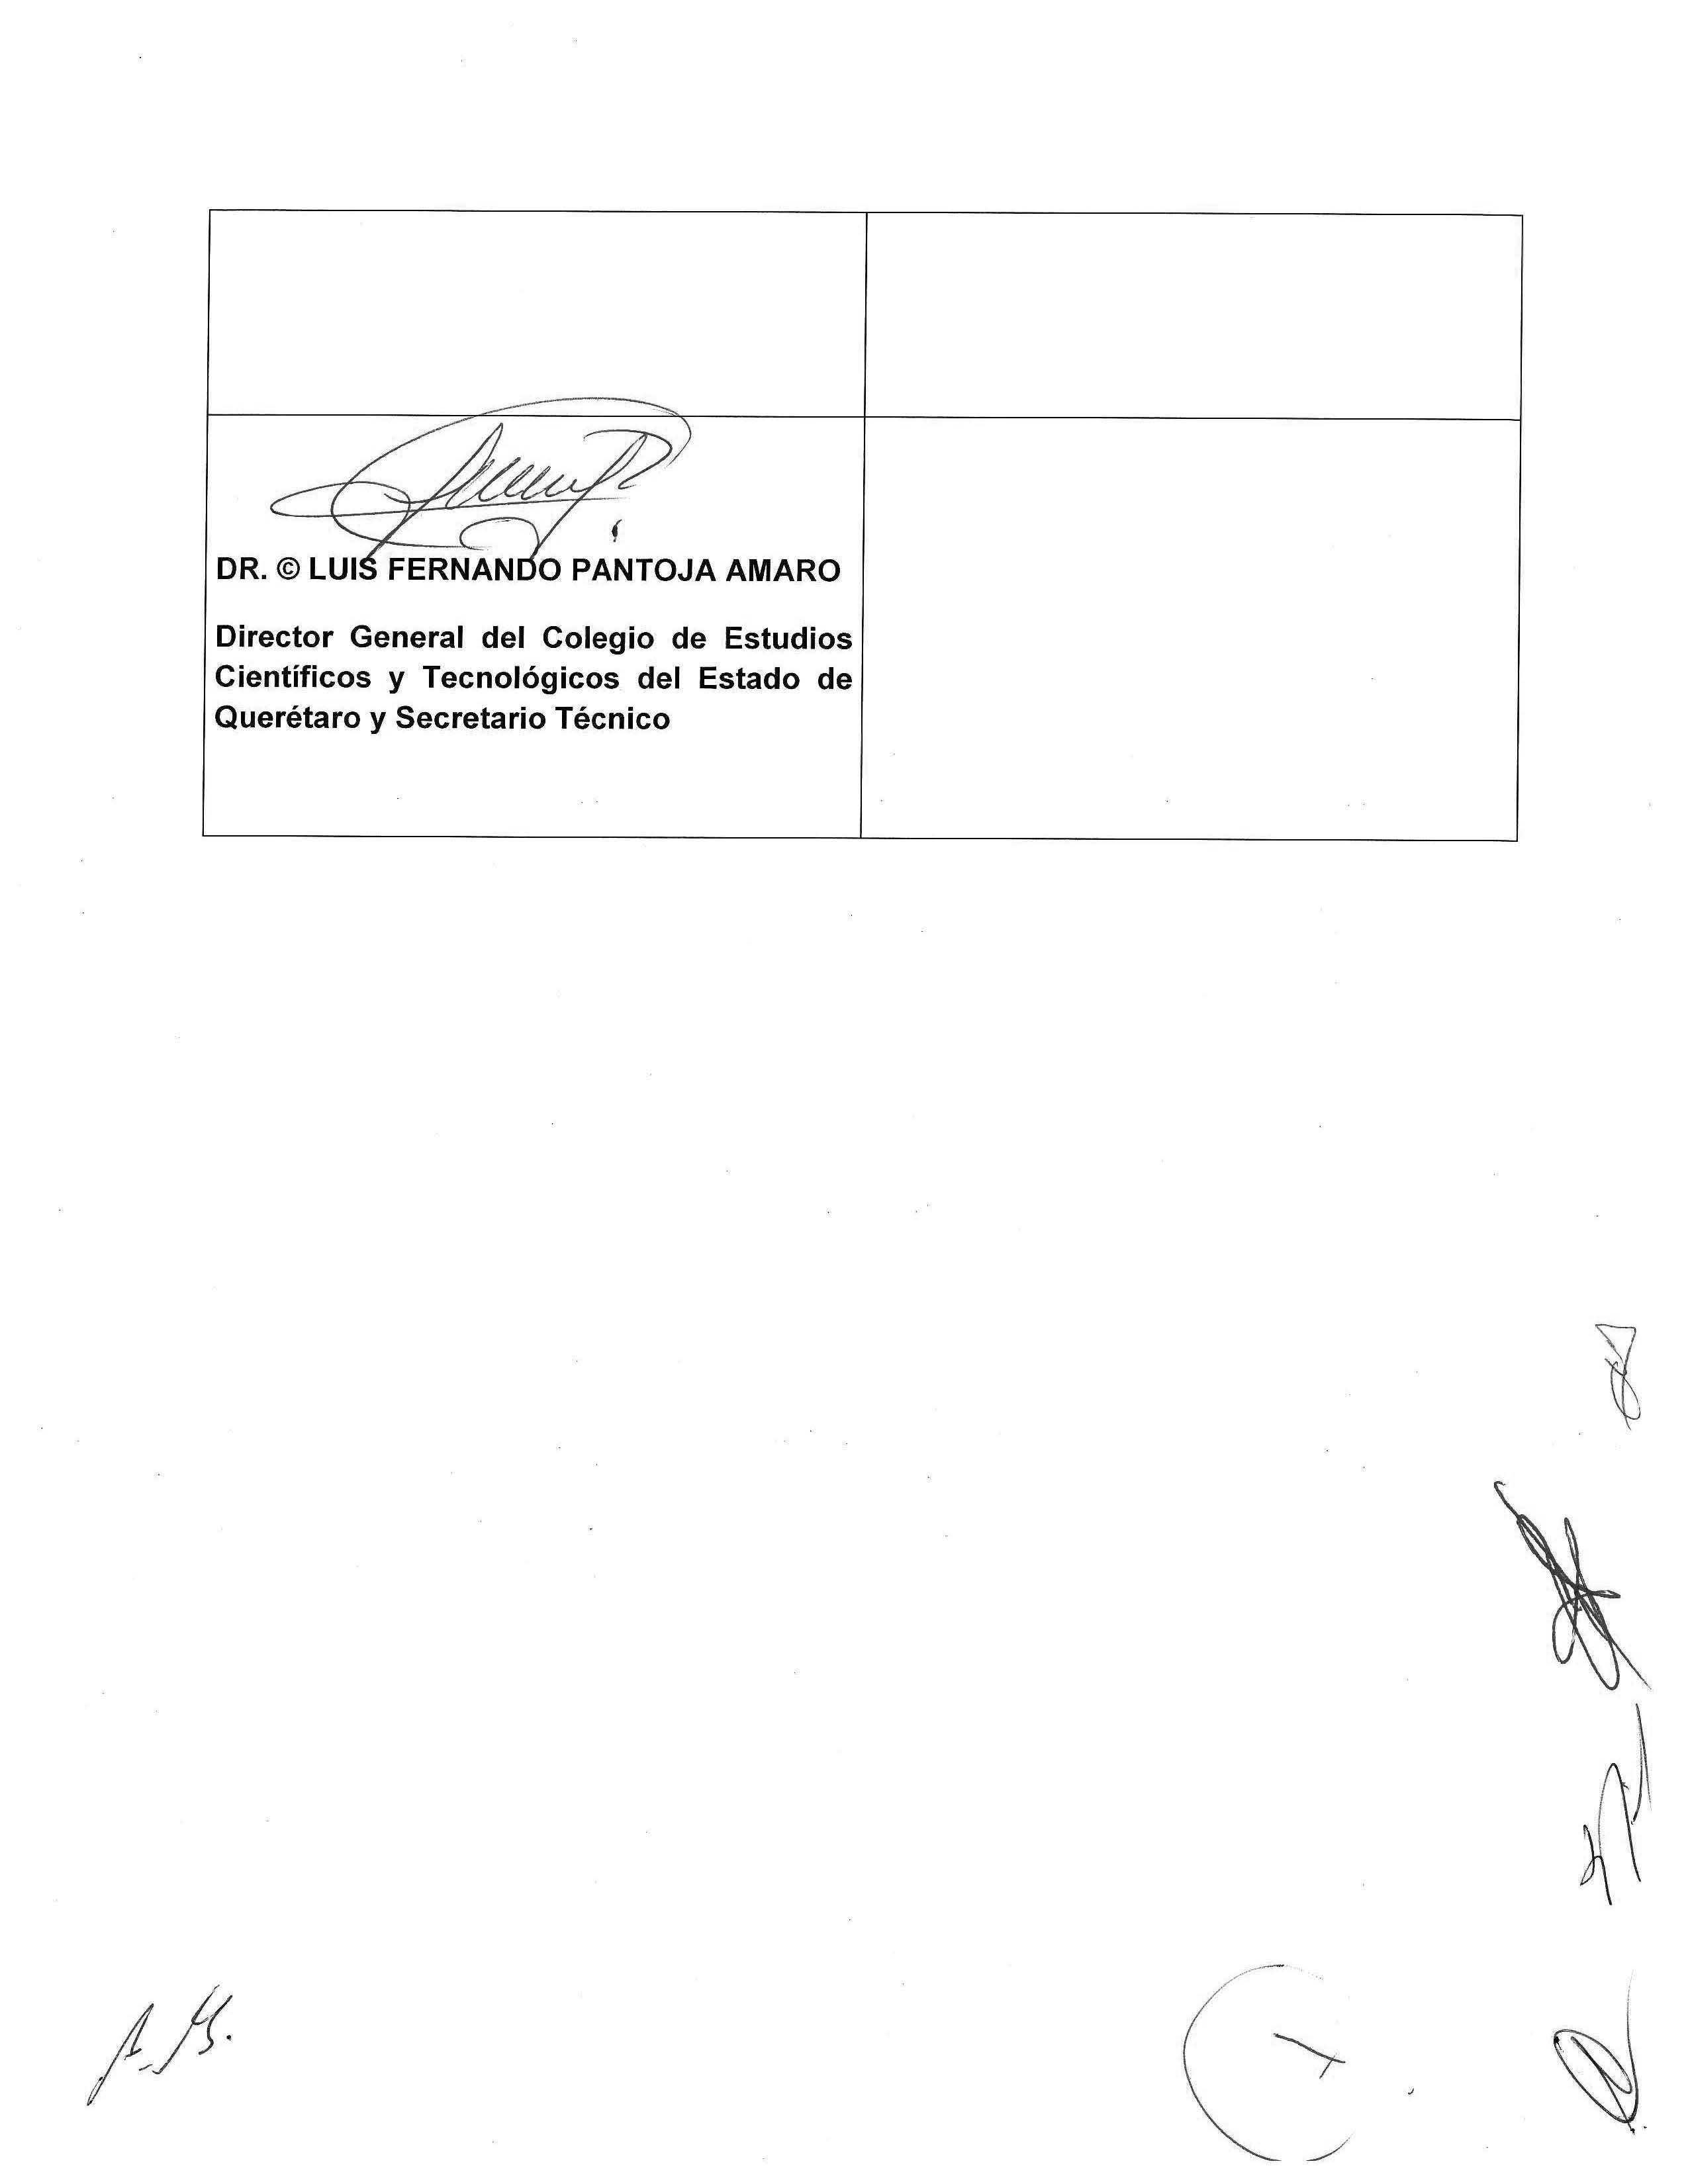 DR. © LUIS FERNANDO PANTOJA AMARO
Director General del Colegio de Estudios
Científicos y Tecnológicos del Estado de
Querétaro y Secretario Técnico